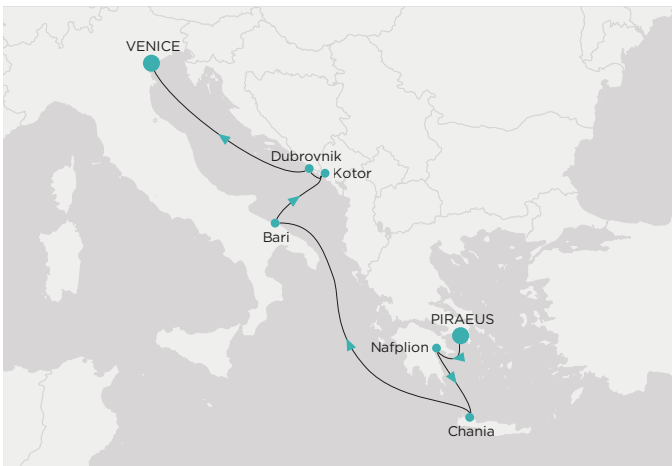 VENICE
Dubrovnik
Kotor
Bari
PIRAEUS
Nafplion
Chania